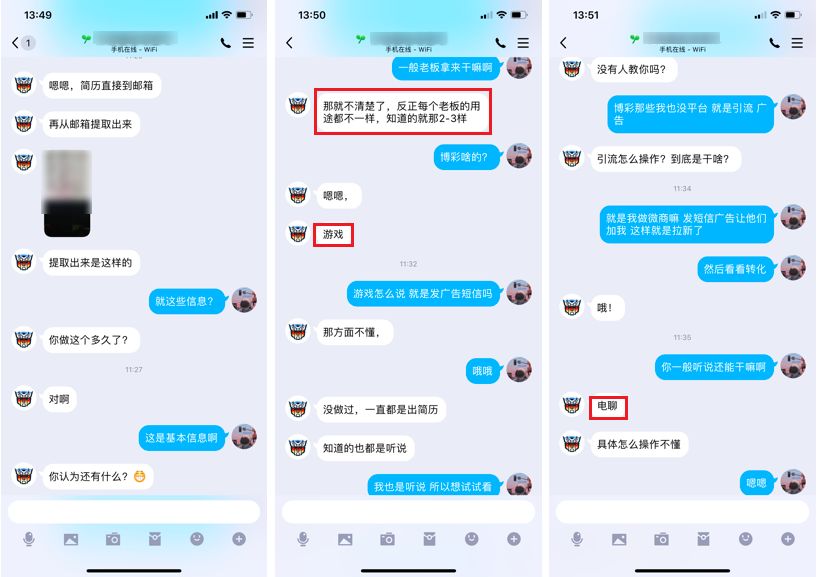 13:49
1
手机在线 - WiFi
嗯嗯，简历直接到邮箱
再从邮箱提取出来
提取出来是这样的
就这些信息？
你做这个多久了？
11:27
对啊
这是基本信息啊
你认为还有什么？
13:50
手机在线 - WiFi
一般老板拿来干嘛啊
那就不清楚了，反正每个老板的用
途都不一样，知道的就那2-3样
博彩啥的？
嗯嗯，
游戏
11:32
游戏怎么说 就是发广告短信吗
那方面不懂，
哦哦
没做过，一直都是出简历
知道的也都是听说
我也是听说 所以想试试看
13:51
手机在线 - WiFi
没有人教你吗？
博彩那些我也没平台 就是引流 广
告
引流怎么操作？到底是干啥？
11:34
就是我做微商嘛 发短信广告让他们
加我 这样就是拉新了
然后看看转化
哦！
11:35
你一般听说还能干嘛啊
电聊
具体怎么操作不懂
嗯嗯